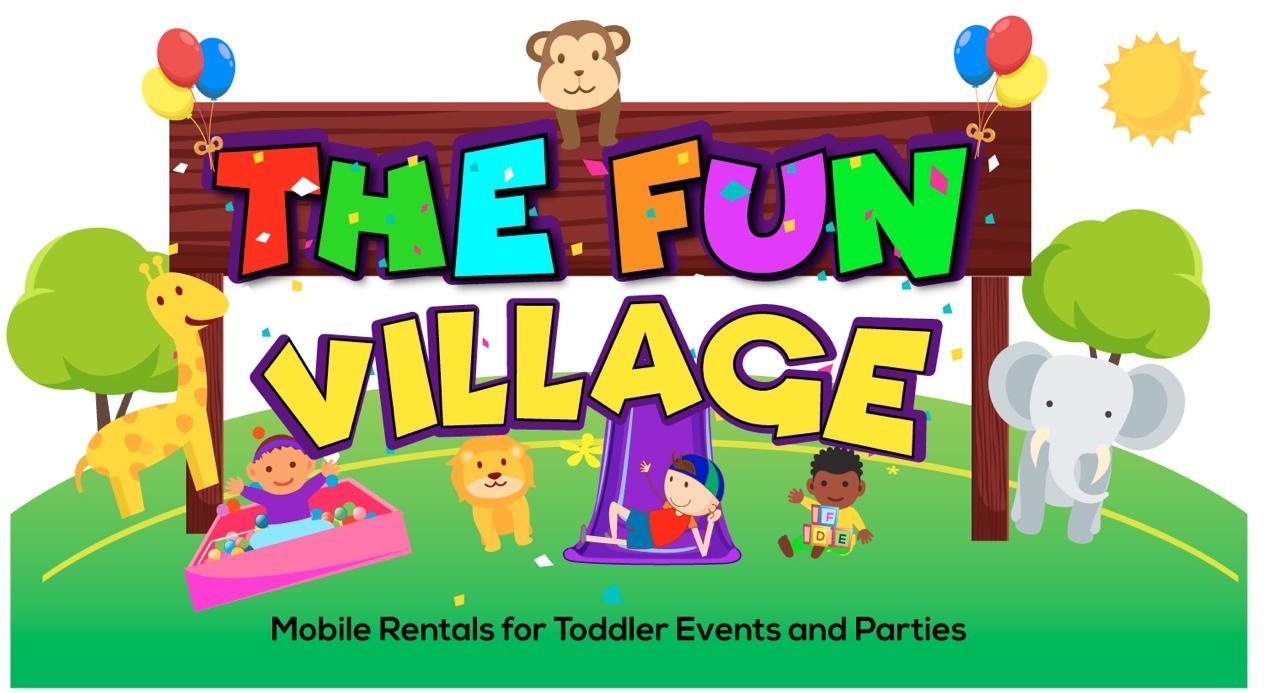 THE FUN
VILLAGE
F
D E
Mobile Rentals for Toddler Events and Parties